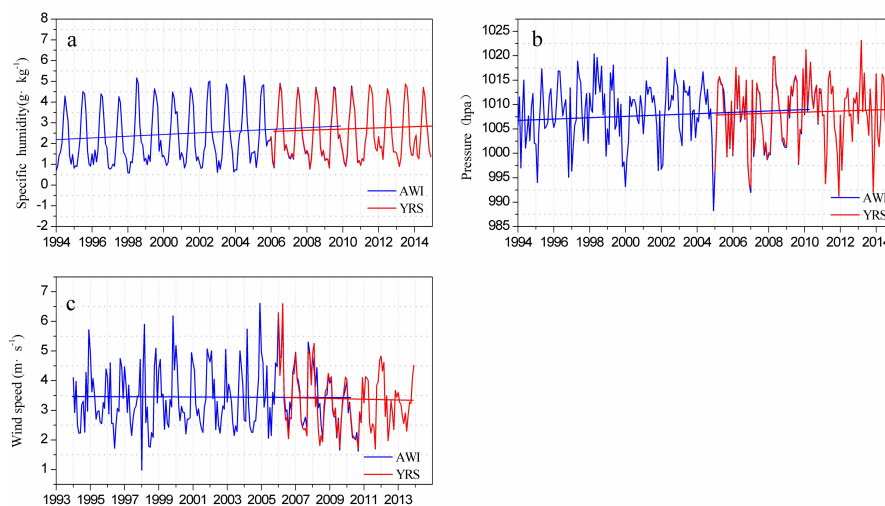 a
Specific humidity(g· kg⁻¹)
8
7
6
5
4
3
2
1
0
-1
-2
1994 1996 1998 2000 2002 2004 2006 2008 2010 2012 2014
AWI
YRS
b
Pressure (hpa)
1025
1020
1015
1010
1005
1000
995
990
985
1994 1996 1998 2000 2002 2004 2006 2008 2010 2012 2014
AWI
YRS
c
Wind speed (m· s⁻¹)
7
6
5
4
3
2
1
1993 1995 1997 1999 2001 2003 2005 2007 2009 2011 2013
AWI
YRS